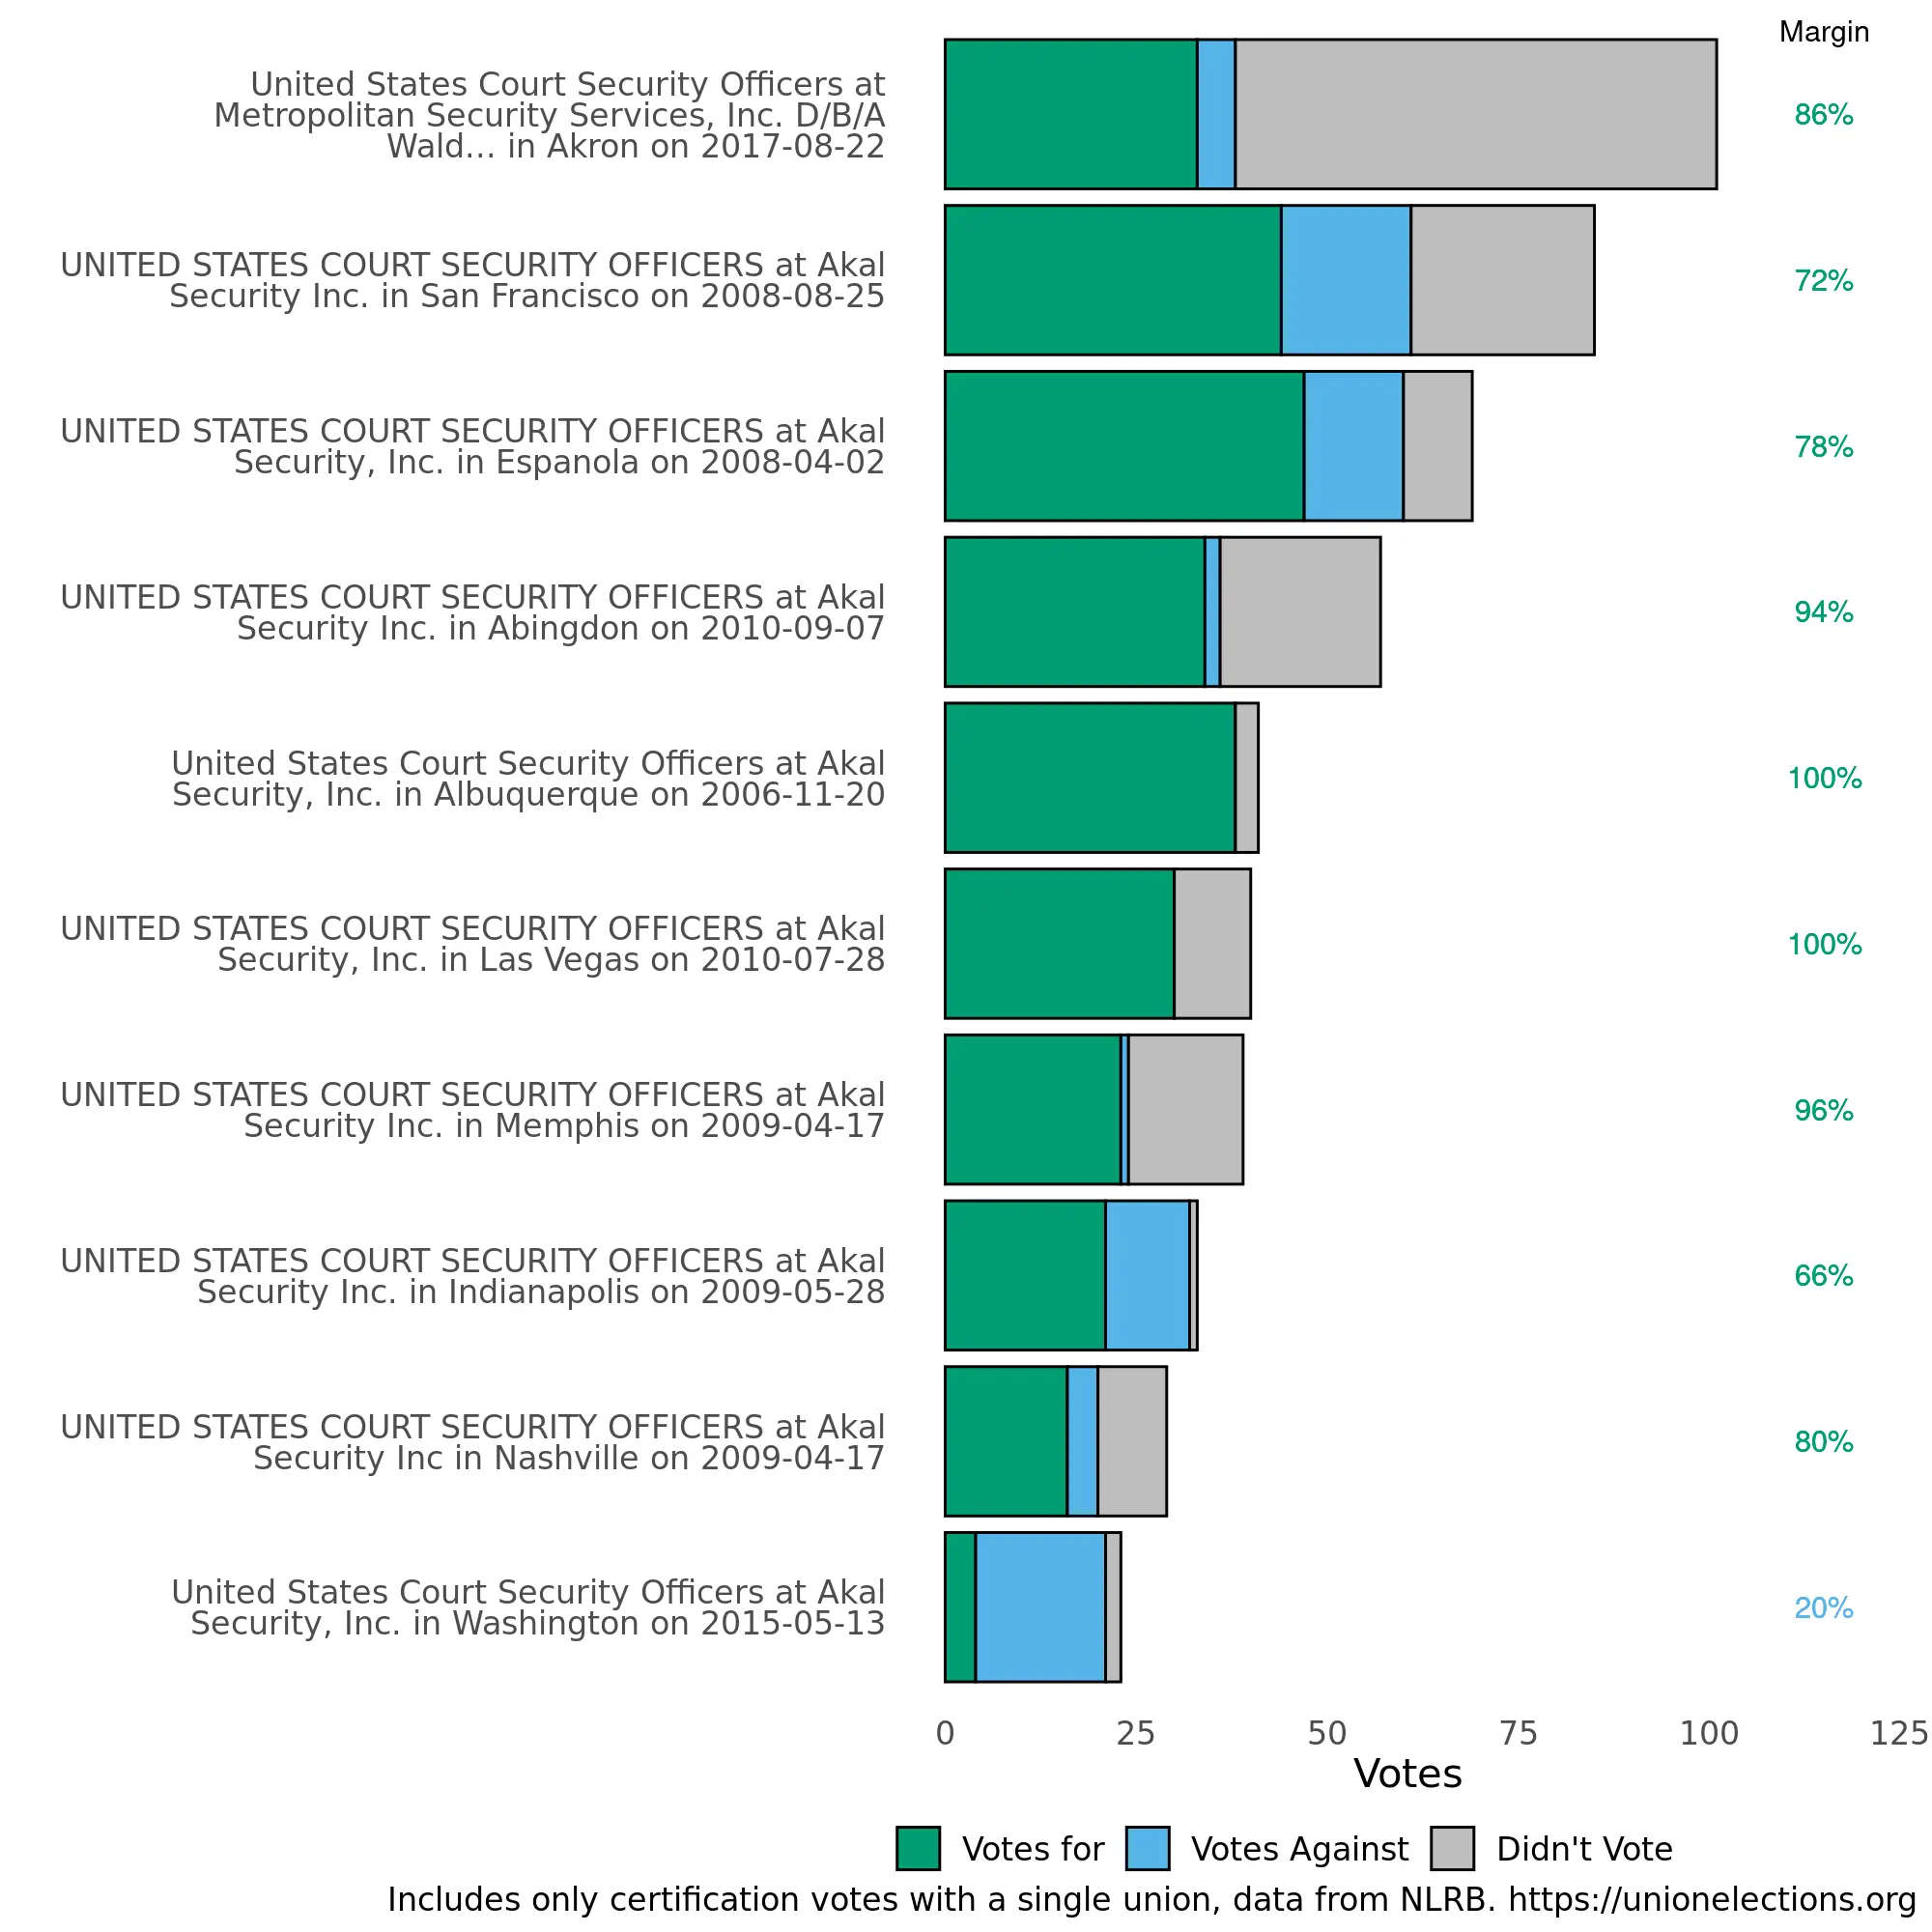 Margin
United States Court Security Officers at
Metropolitan Security Services, Inc. D/B/A
Wald... in Akron on 2017-08-22
86%
UNITED STATES COURT SECURITY OFFICERS at Akal
Security Inc. in San Francisco on 2008-08-25
72%
UNITED STATES COURT SECURITY OFFICERS at Akal
Security, Inc. in Espanola on 2008-04-02
78%
UNITED STATES COURT SECURITY OFFICERS at Akal
Security Inc. in Abingdon on 2010-09-07
94%
United States Court Security Officers at Akal
Security, Inc. in Albuquerque on 2006-11-20
100%
UNITED STATES COURT SECURITY OFFICERS at Akal
Security, Inc. in Las Vegas on 2010-07-28
100%
UNITED STATES COURT SECURITY OFFICERS at Akal
Security Inc. in Memphis on 2009-04-17
96%
UNITED STATES COURT SECURITY OFFICERS at Akal
Security Inc. in Indianapolis on 2009-05-28
66%
UNITED STATES COURT SECURITY OFFICERS at Akal
Security Inc in Nashville on 2009-04-17
80%
United States Court Security Officers at Akal
Security, Inc. in Washington on 2015-05-13
20%
0 25 50 75 100 125
Votes
Votes for Votes Against Didn't Vote
Includes only certification votes with a single union, data from NLRB. https://unionelections.org